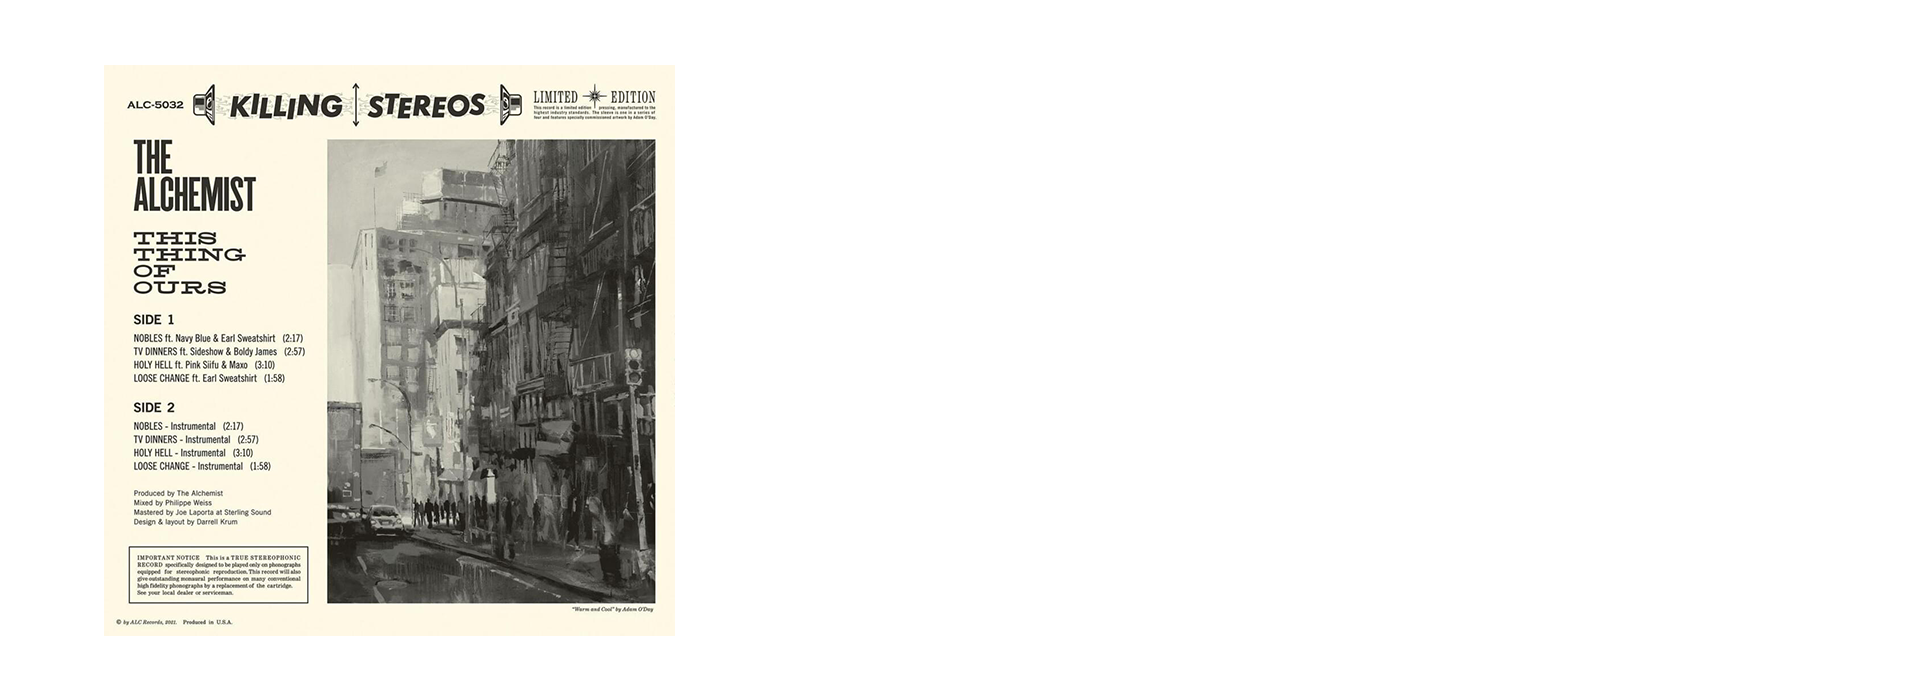 ALC-5032
KILLING STEREOS
LIMITED EDITION
This record is a limited edition pressing, manufactured to the
highest industry standards. The sleeve is one in a series of
four and features specially commissioned artwork by Adam O'Day.
THE
ALCHEMIST
THIS
THING
OF
OURS
SIDE 1
NOBLES ft. Navy Blue & Earl Sweatshirt (2:17)
TV DINNERS ft. Sideshow & Boldy James (2:57)
HOLY HELL ft. Pink Siifu & Maxo (3:10)
LOOSE CHANGE ft. Earl Sweatshirt (1:58)
SIDE 2
NOBLES - Instrumental (2:17)
TV DINNERS - Instrumental (2:57)
HOLY HELL - Instrumental (3:10)
LOOSE CHANGE - Instrumental (1:58)
Produced by The Alchemist
Mixed by Philippe Weiss
Mastered by Joe Laporta at Sterling Sound
Design & layout by Darrell Krum
IMPORTANT NOTICE This is a TRUE STEREOPHONIC
RECORD specifically designed to be played only on phonographs
equipped for stereophonic reproduction. This record will also
give outstanding monaural performance on many conventional
high fidelity phonographs by a replacement of the cartridge.
See your local dealer or serviceman.
"Warm and Cool" by Adam O'Day
© by ALC Records, 2021. Produced in U.S.A.